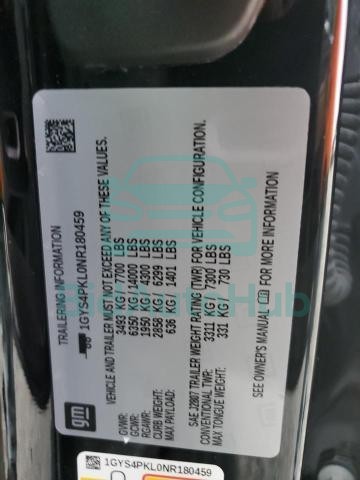 TRAILERING INFORMATION
1GYS4PKL0NR180459
VEHICLE AND TRAILER MUST NOT EXCEED ANY OF THESE VALUES.
GVWR: 3493 KG / 7700 LBS
GCWR: 6350 KG / 14000 LBS
RGAWR: 1950 KG / 4300 LBS
CURB WEIGHT: 2858 KG / 6299 LBS
MAX PAYLOAD: 636 KG / 1401 LBS
SAE J2807 TRAILER WEIGHT RATING (TWR) FOR VEHICLE CONFIGURATION.
CONVENTIONAL TWR: 3311 KG / 7300 LBS
MAX TONGUE WEIGHT: 331 KG / 730 LBS
SEE OWNER'S MANUAL FOR MORE INFORMATION
gm
1GYS4PKL0NR180459